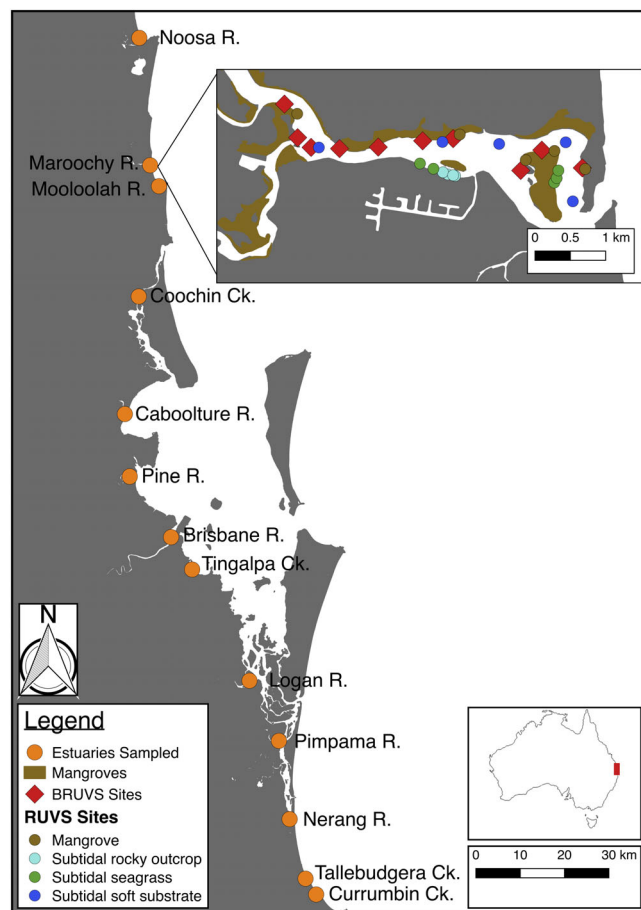 Noosa R.
Maroochy R.
Mooloolah R.
0 0.5 1 km
Coochin Ck.
Caboolture R.
Pine R.
Brisbane R.
Tingalpa Ck.
N
Logan R.
Pimpama R.
Nerang R.
Tallebudgera Ck.
Currumbin Ck.
Legend
Estuaries Sampled
Mangroves
BRUVS Sites
RUVS Sites
Mangrove
Subtidal rocky outcrop
Subtidal seagrass
Subtidal soft substrate
0 10 20 30 km